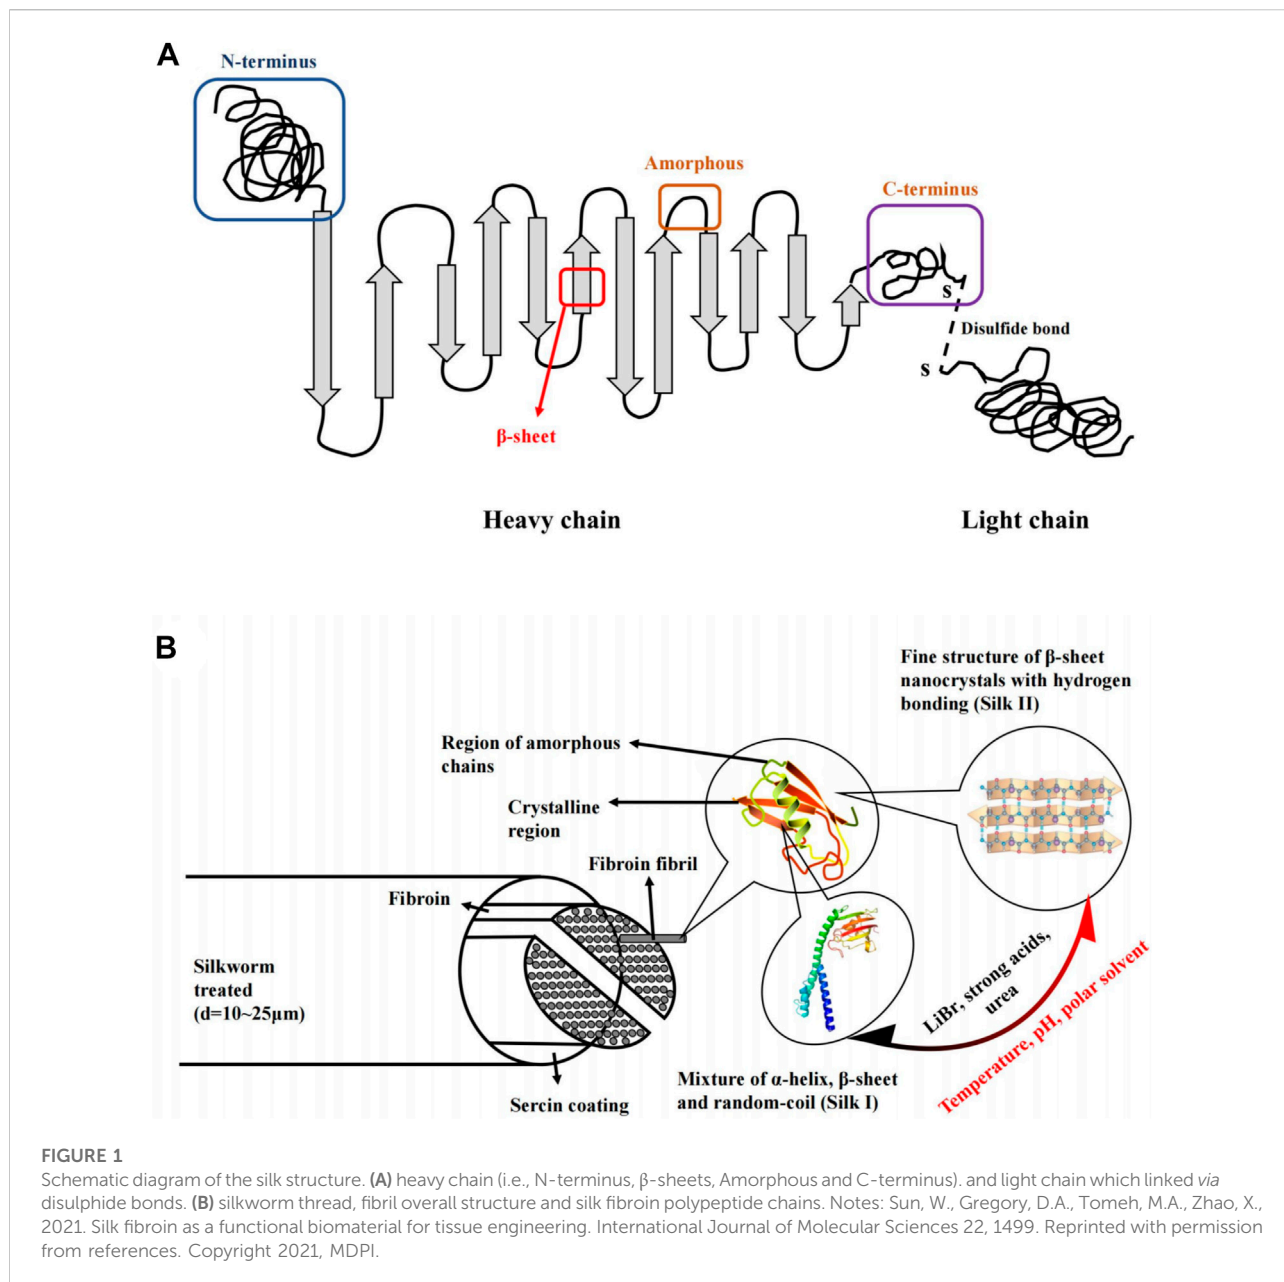 A
N-terminus
Amorphous
C-terminus
S
Disulfide bond
S
β-sheet
Heavy chain
Light chain
B
Fine structure of β-sheet
nanocrystals with hydrogen
bonding (Silk II)
Region of amorphous
chains
Crystalline
region
Fibroin fibril
Fibroin
Silkworm
treated
(d=10~25μm)
LiBr, strong acids,
urea
Temperature, pH, polar solvent
Mixture of α-helix, β-sheet
and random-coil (Silk I)
Sercin coating
FIGURE 1
Schematic diagram of the silk structure. (A) heavy chain (i.e., N-terminus, β-sheets, Amorphous and C-terminus). and light chain which linked via
disulphide bonds. (B) silkworm thread, fibril overall structure and silk fibroin polypeptide chains. Notes: Sun, W., Gregory, D.A., Tomeh, M.A., Zhao, X.,
2021. Silk fibroin as a functional biomaterial for tissue engineering. International Journal of Molecular Sciences 22, 1499. Reprinted with permission
from references. Copyright 2021, MDPI.